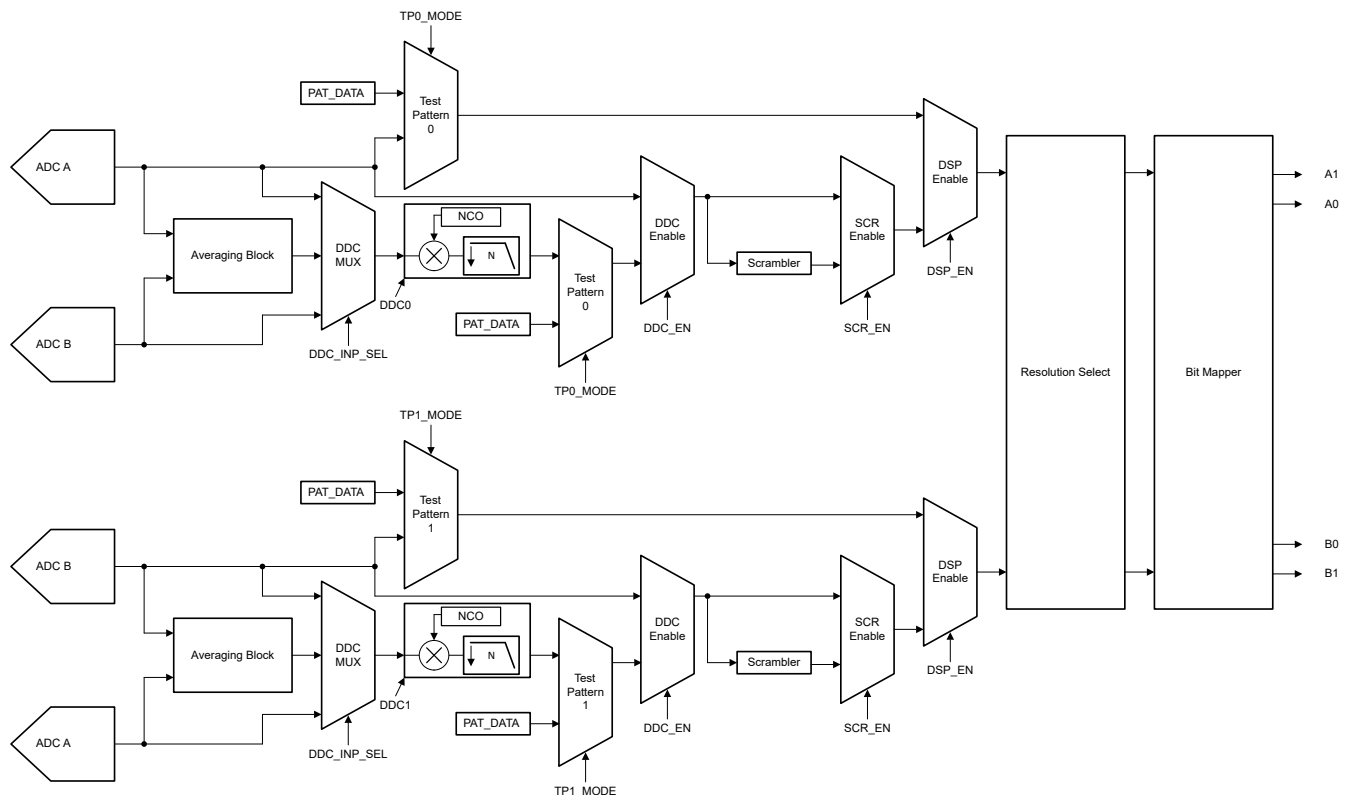 TP0_MODE
PAT_DATA
Test
Pattern
0
ADC A
Averaging Block
DDC
MUX
NCO
N
DDC0
ADC B
DDC_INP_SEL
PAT_DATA
Test
Pattern
0
TP0_MODE
DDC
Enable
DDC_EN
Scrambler
SCR
Enable
SCR_EN
DSP
Enable
DSP_EN
Resolution Select
Bit Mapper
A1
A0
TP1_MODE
PAT_DATA
Test
Pattern
1
ADC B
Averaging Block
DDC
MUX
NCO
N
DDC1
ADC A
DDC_INP_SEL
PAT_DATA
Test
Pattern
1
TP1_MODE
DDC
Enable
DDC_EN
Scrambler
SCR
Enable
SCR_EN
DSP
Enable
DSP_EN
B0
B1